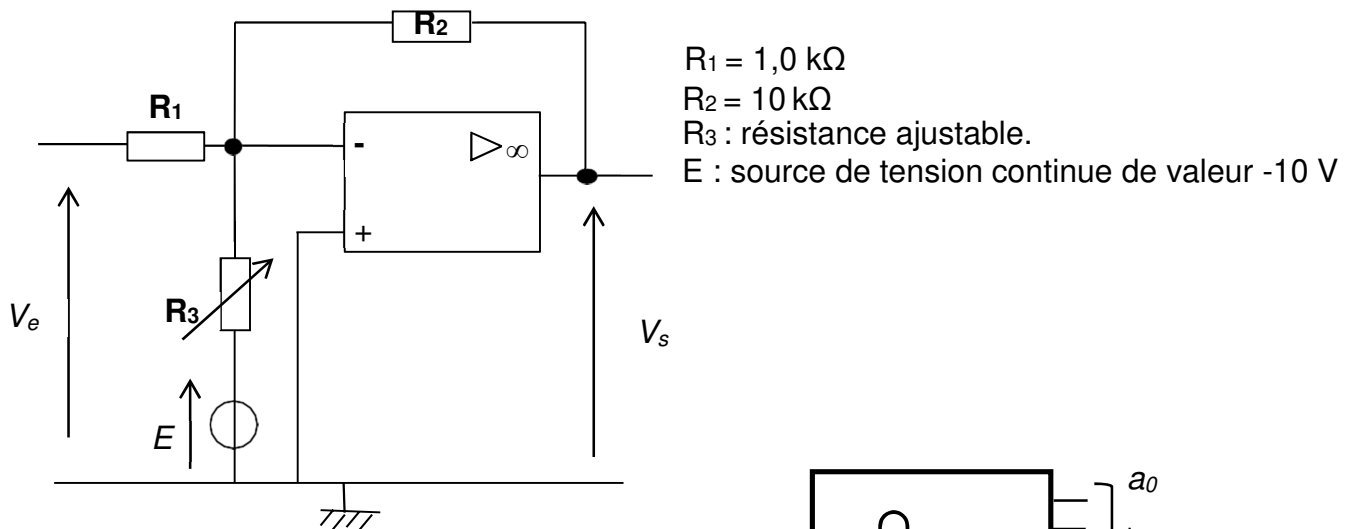 R₂
R₁ = 1,0 kΩ
R₂ = 10 kΩ
R₃ : résistance ajustable.
E : source de tension continue de valeur -10 V
R₁
-
∞
+
Vₑ
R₃
Vₛ
E
a₀